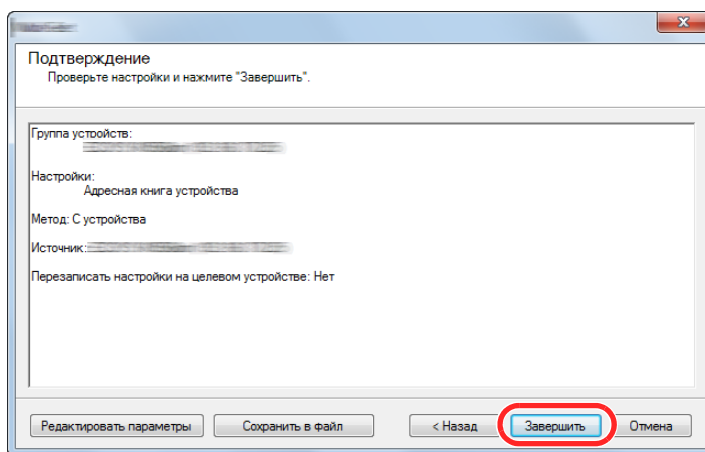 Подтверждение
Проверьте настройки и нажмите "Завершить".
Группа устройств:
Настройки:
Адресная книга устройства
Метод: С устройства
Источник:
Перезаписать настройки на целевом устройстве: Нет
Редактировать параметры Сохранить в файл < Назад Завершить Отмена